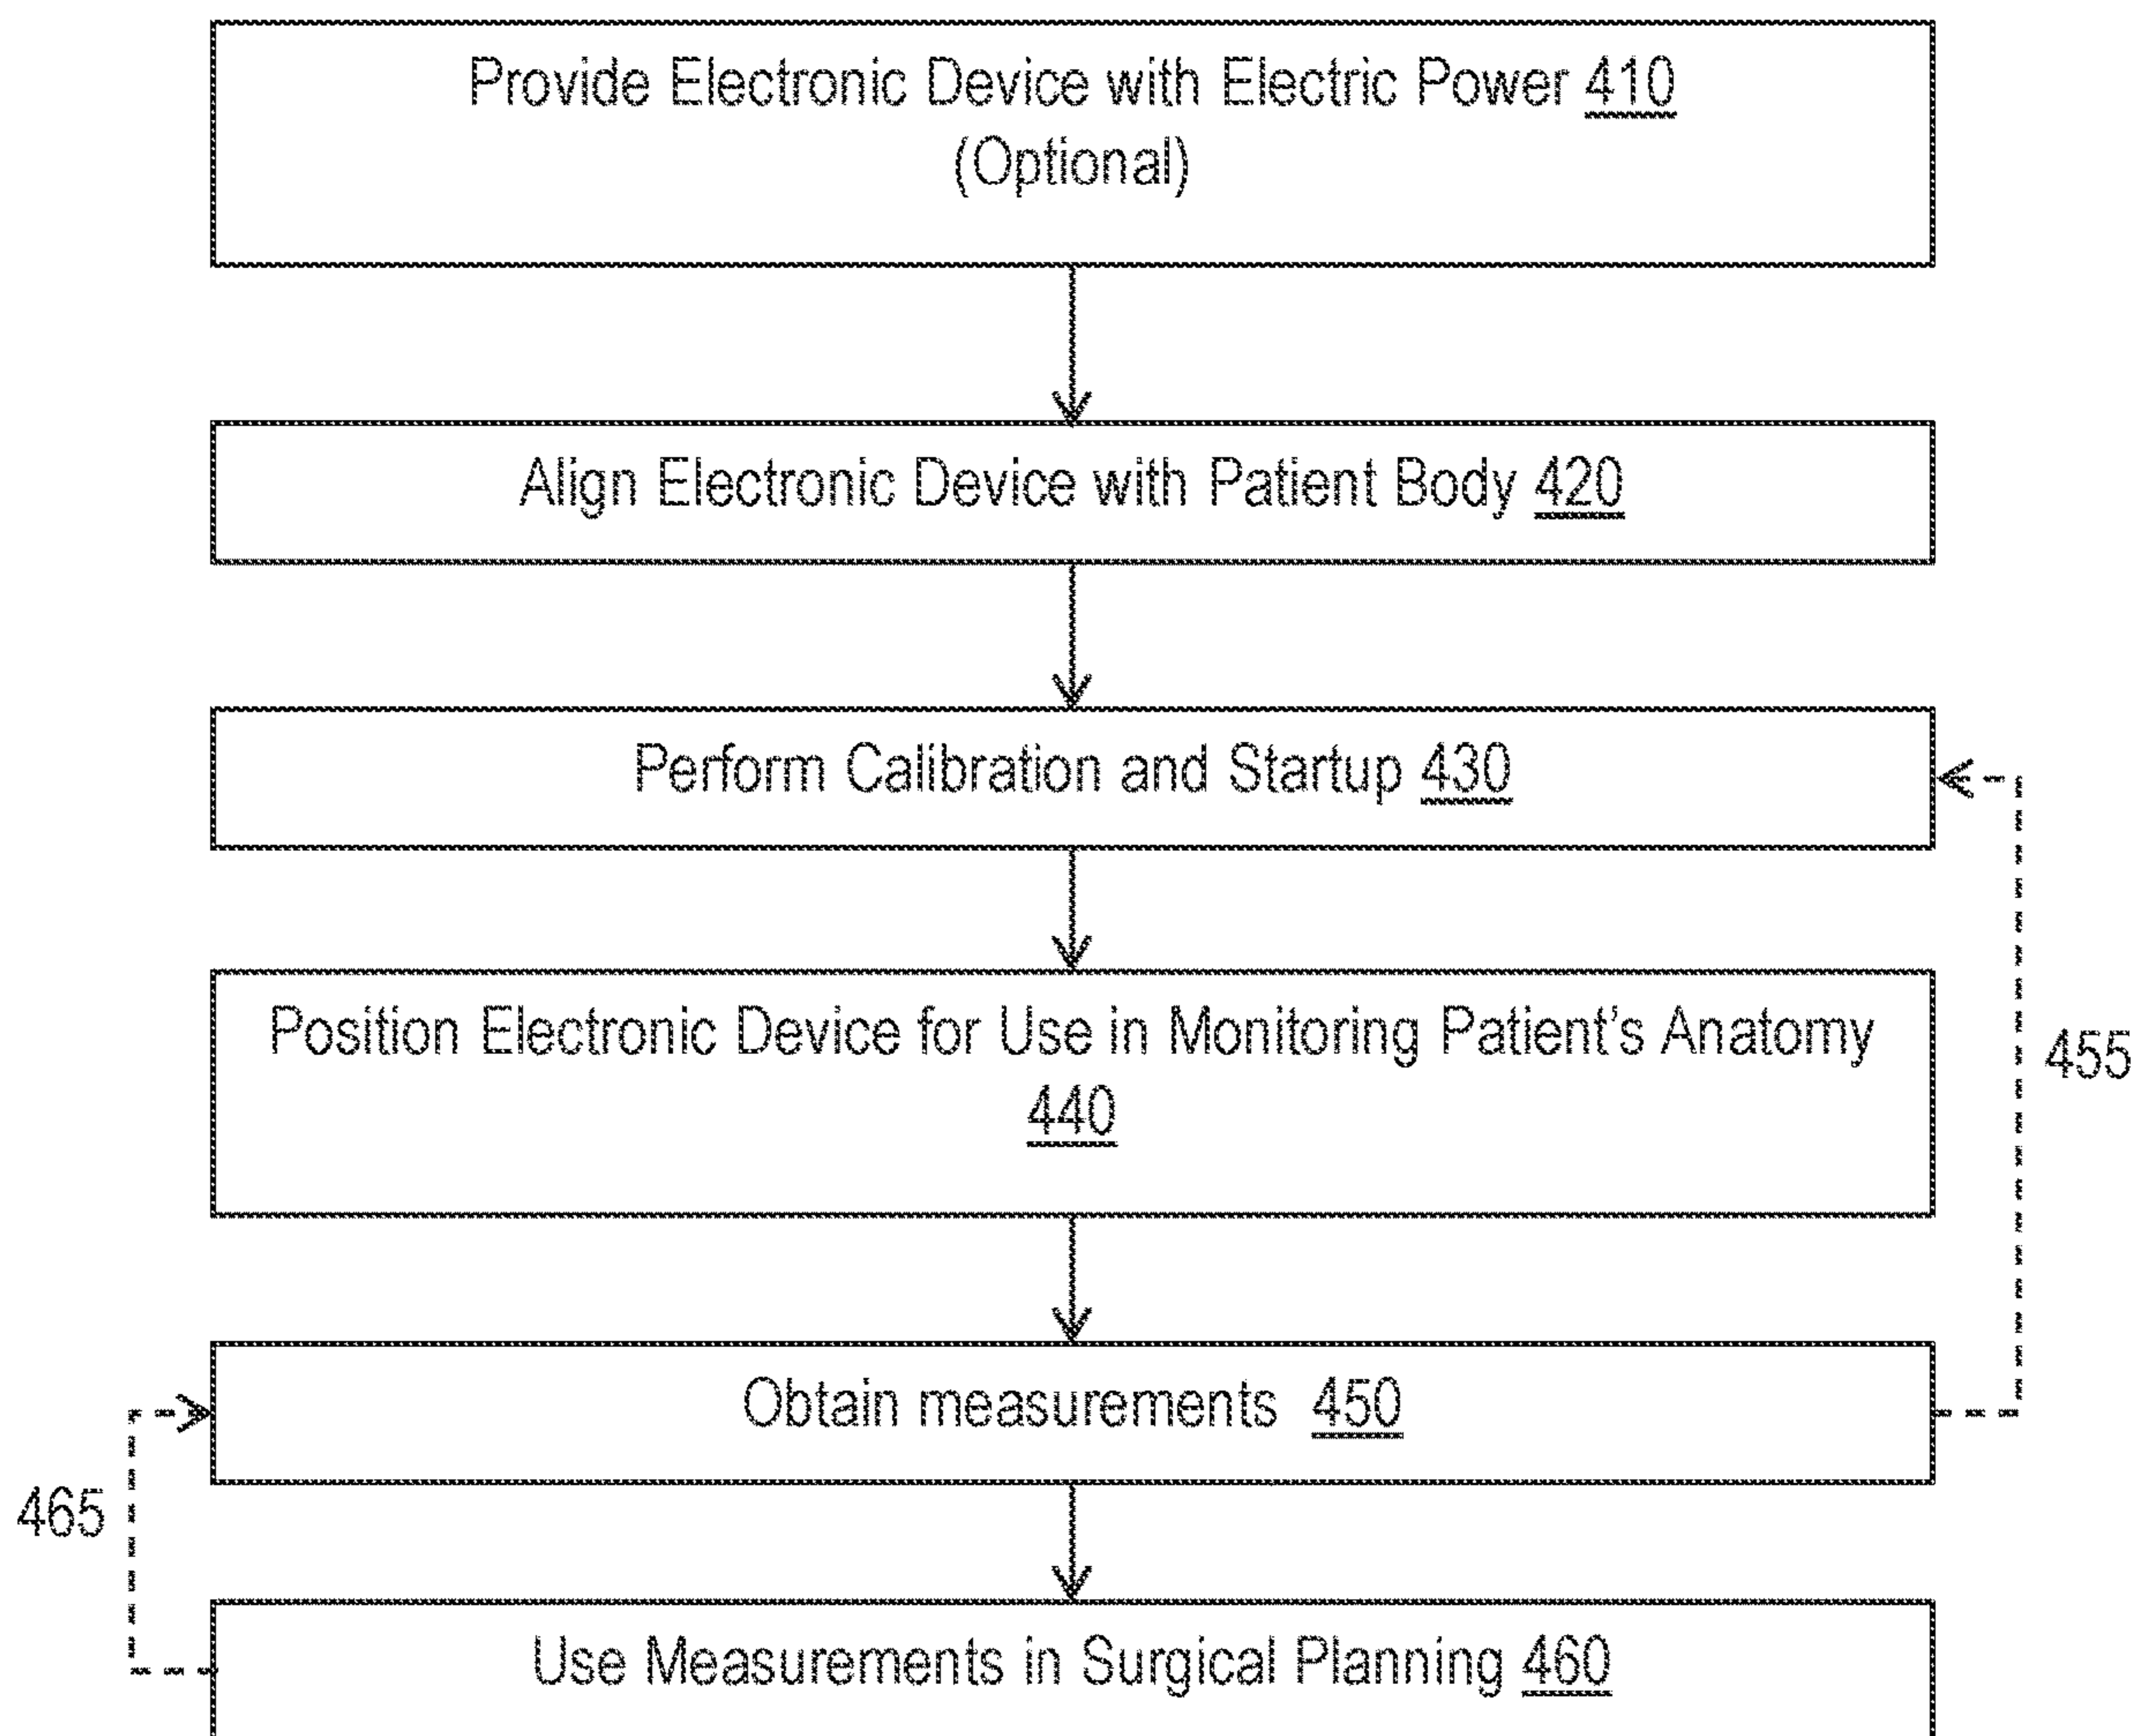 Provide Electronic Device with Electric Power 410
(Optional)
Align Electronic Device with Patient Body 420
Perform Calibration and Startup 430
Position Electronic Device for Use in Monitoring Patient's Anatomy
440
455
Obtain measurements 450
465
Use Measurements in Surgical Planning 460